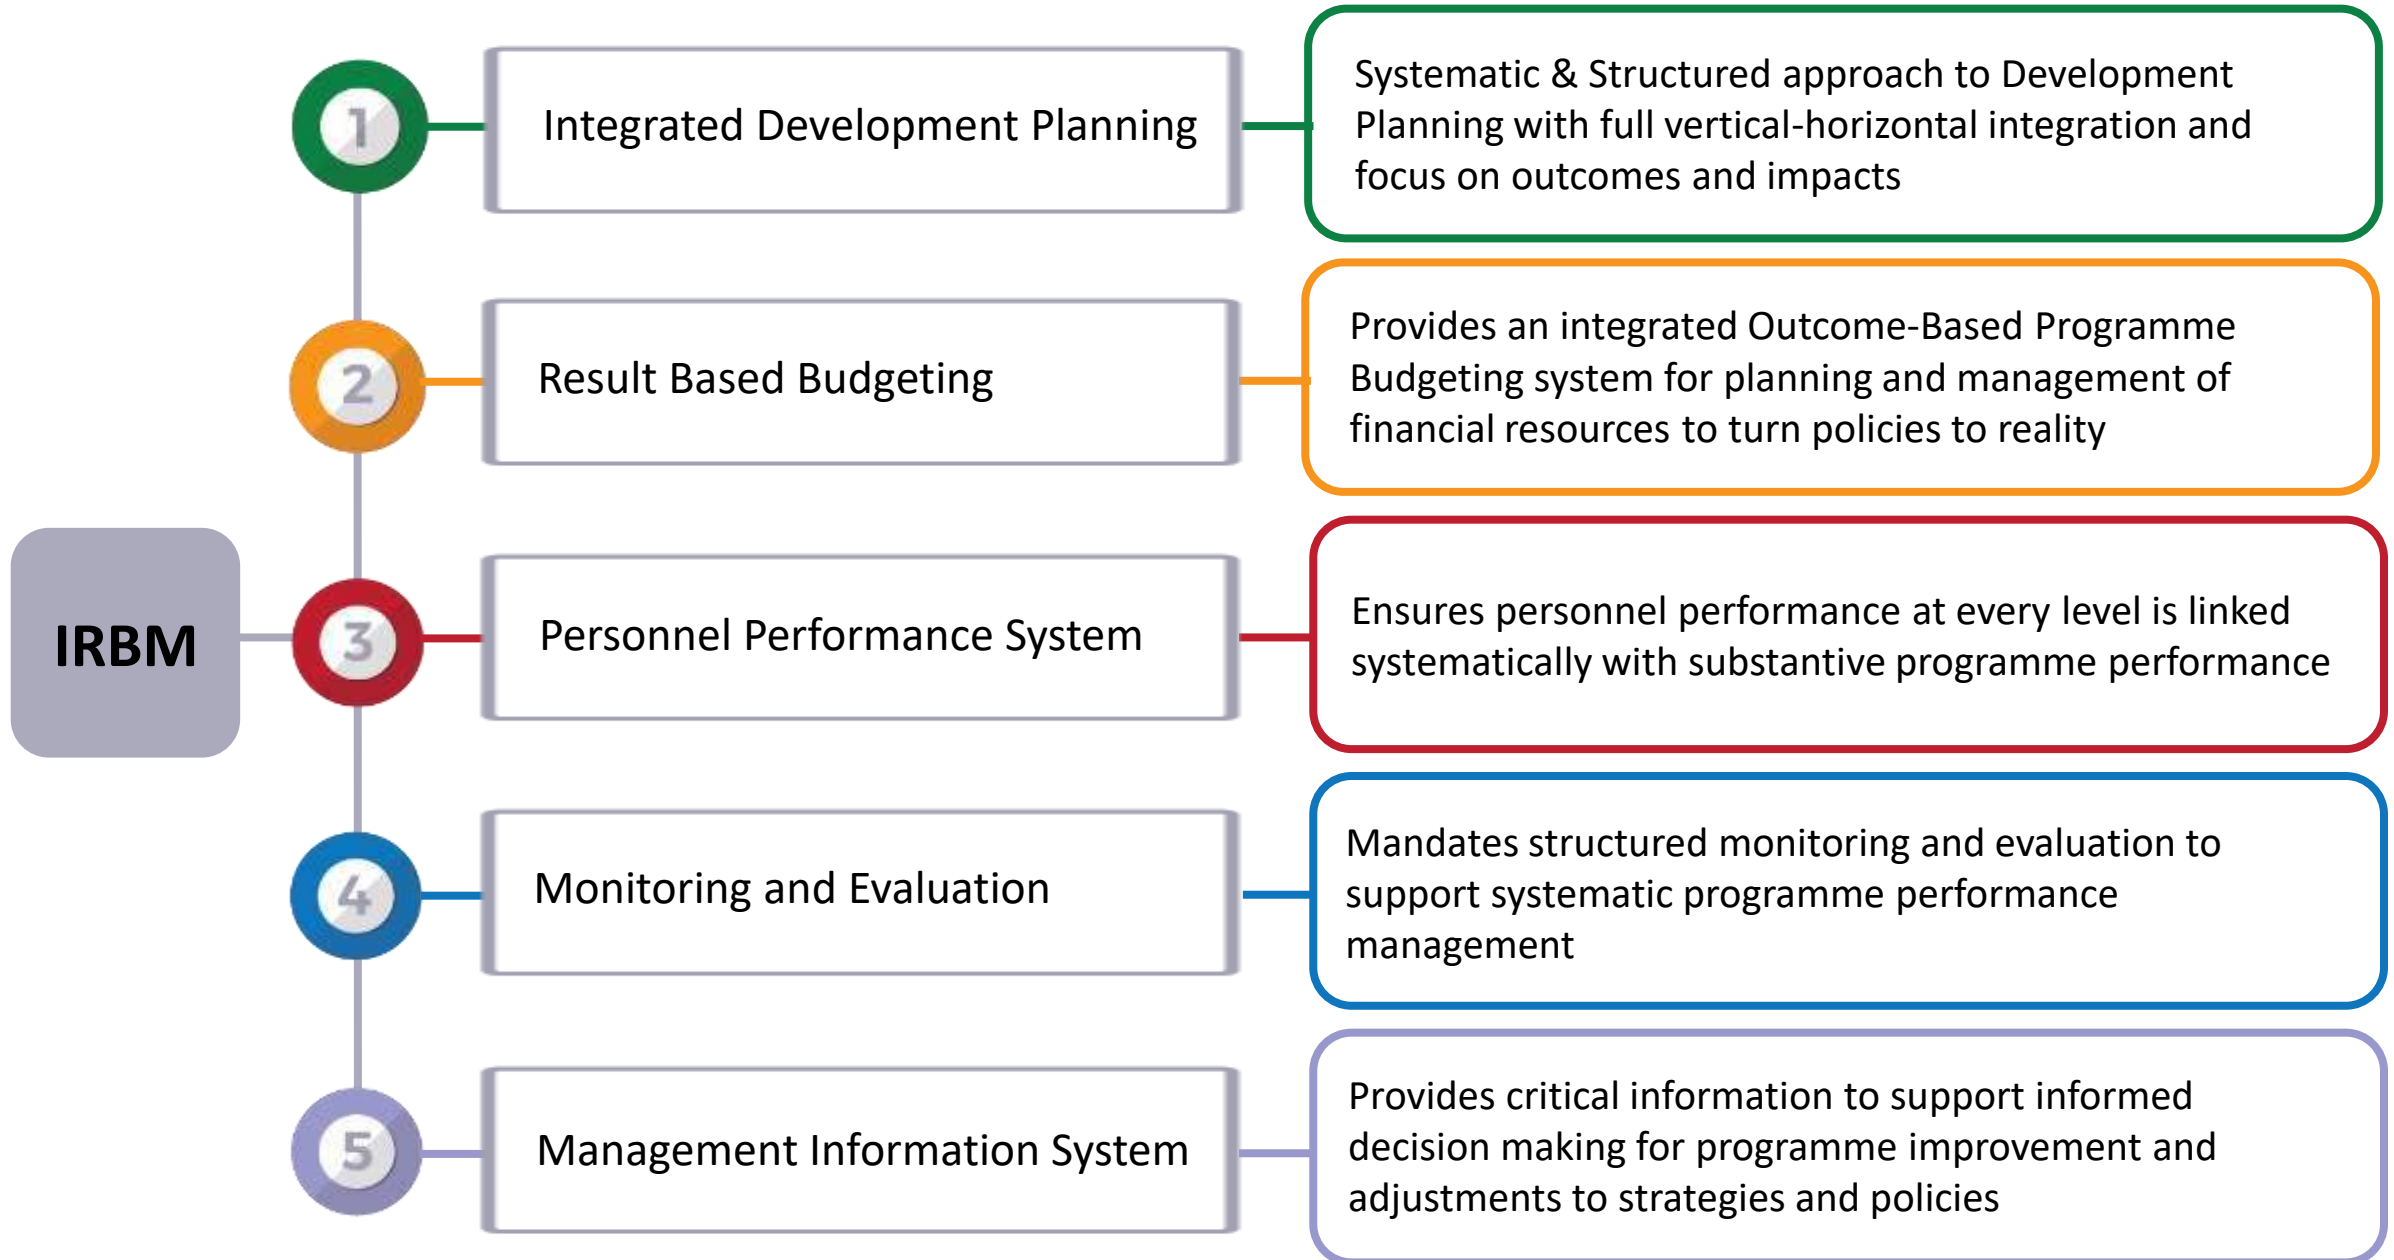 IRBM
1
Integrated Development Planning
Systematic & Structured approach to Development
Planning with full vertical-horizontal integration and
focus on outcomes and impacts
2
Result Based Budgeting
Provides an integrated Outcome-Based Programme
Budgeting system for planning and management of
financial resources to turn policies to reality
3
Personnel Performance System
Ensures personnel performance at every level is linked
systematically with substantive programme performance
4
Monitoring and Evaluation
Mandates structured monitoring and evaluation to
support systematic programme performance
management
5
Management Information System
Provides critical information to support informed
decision making for programme improvement and
adjustments to strategies and policies